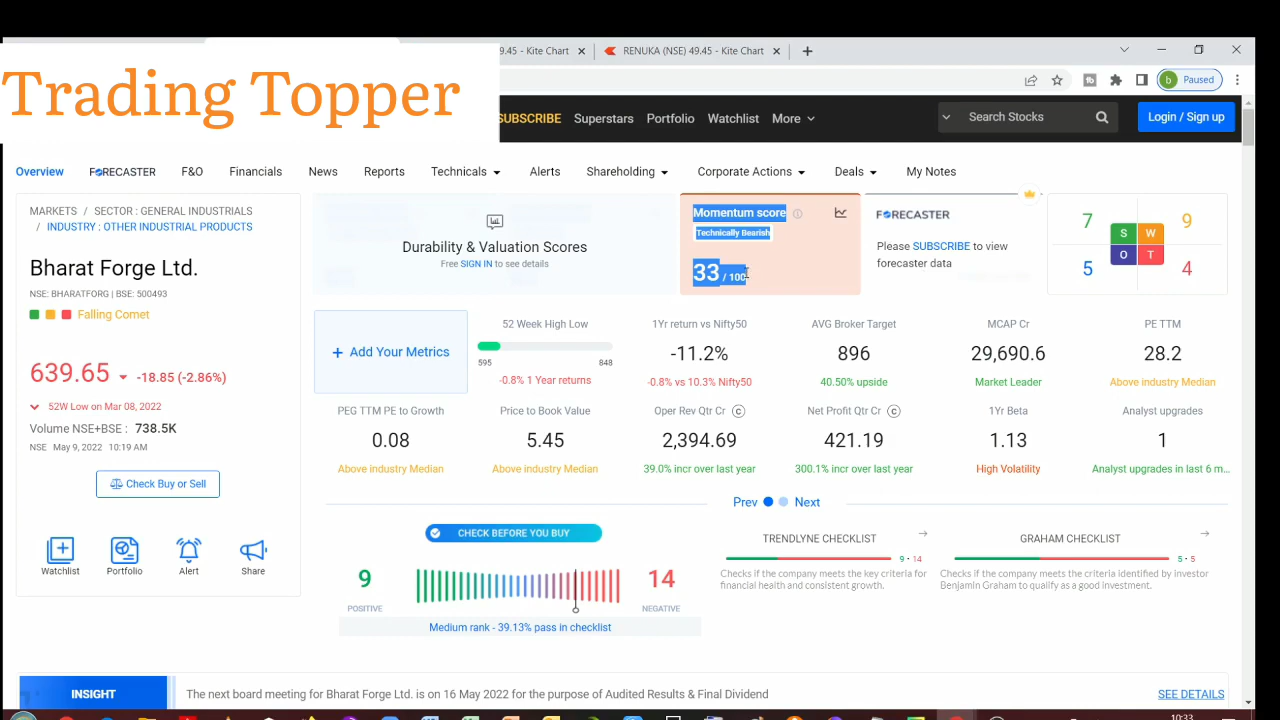 Trading Topper
9.45 - Kite Chart
RENUKA (NSE) 49.45 - Kite Chart
b Paused
SUBSCRIBE Superstars Portfolio Watchlist More
Search Stocks
Login / Sign up
Overview FORECASTER F&O Financials News Reports Technicals Alerts Shareholding Corporate Actions Deals My Notes
MARKETS / SECTOR : GENERAL INDUSTRIALS
/ INDUSTRY : OTHER INDUSTRIAL PRODUCTS
Bharat Forge Ltd.
NSE: BHARATFORG | BSE: 500493
Falling Comet
639.65 -18.85 (-2.86%)
52W Low on Mar 08, 2022
Volume NSE+BSE : 738.5K
NSE May 9, 2022 10:19 AM
Check Buy or Sell
Watchlist Portfolio Alert Share
Durability & Valuation Scores
Free SIGN IN to see details
Momentum score
Technically Bearish
33 / 100
FORECASTER
Please SUBSCRIBE to view
forecaster data
7 S W 9
5 O T 4
+ Add Your Metrics
52 Week High Low
595 848
-0.8% 1 Year returns
1Yr return vs Nifty50
-11.2%
-0.8% vs 10.3% Nifty50
AVG Broker Target
896
40.50% upside
MCAP Cr
29,690.6
Market Leader
PE TTM
28.2
Above industry Median
PEG TTM PE to Growth
0.08
Above industry Median
Price to Book Value
5.45
Above industry Median
Oper Rev Qtr Cr C
2,394.69
39.0% incr over last year
Net Profit Qtr Cr C
421.19
300.1% incr over last year
1Yr Beta
1.13
High Volatility
Analyst upgrades
1
Analyst upgrades in last 6 m...
Prev Next
CHECK BEFORE YOU BUY
9
POSITIVE
14
NEGATIVE
Medium rank - 39.13% pass in checklist
TRENDLYNE CHECKLIST
9 • 14
Checks if the company meets the key criteria for
financial health and consistent growth.
GRAHAM CHECKLIST
5 • 5
Checks if the company meets the criteria identified by investor
Benjamin Graham to qualify as a good investment.
INSIGHT
The next board meeting for Bharat Forge Ltd. is on 16 May 2022 for the purpose of Audited Results & Final Dividend
SEE DETAILS
10:33